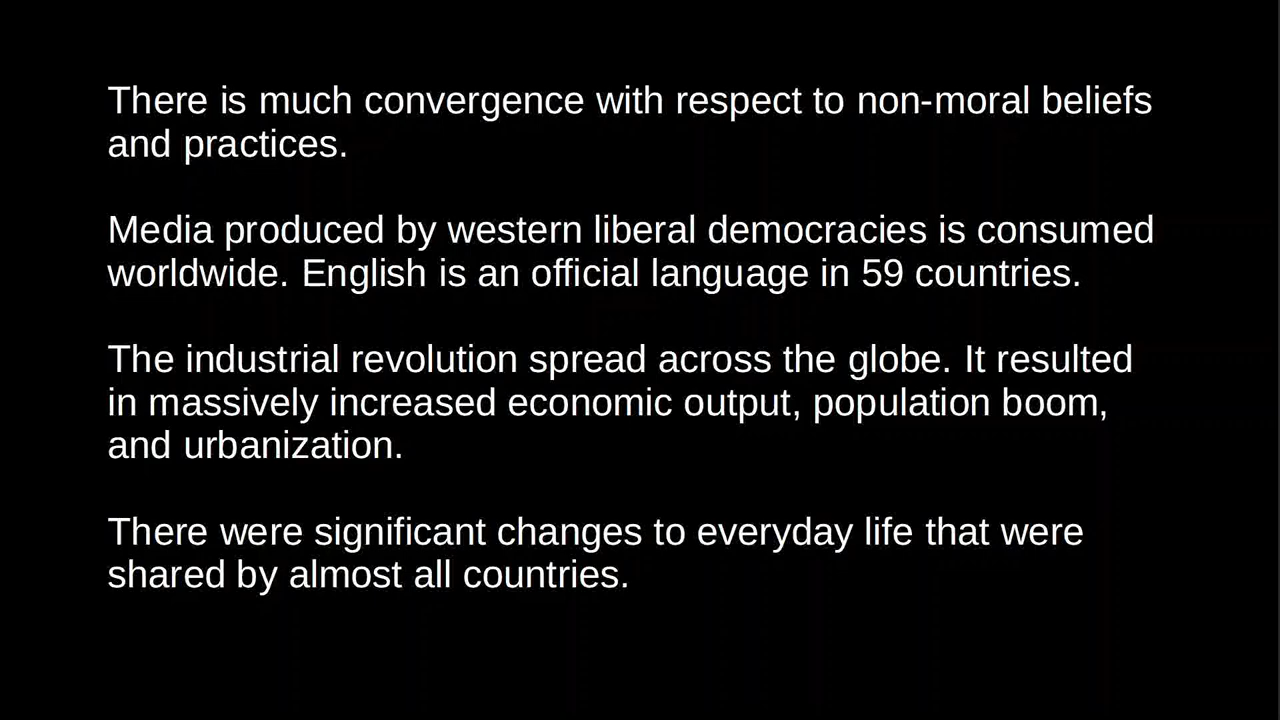 There is much convergence with respect to non-moral beliefs
and practices.
Media produced by western liberal democracies is consumed
worldwide. English is an official language in 59 countries.
The industrial revolution spread across the globe. It resulted
in massively increased economic output, population boom,
and urbanization.
There were significant changes to everyday life that were
shared by almost all countries.